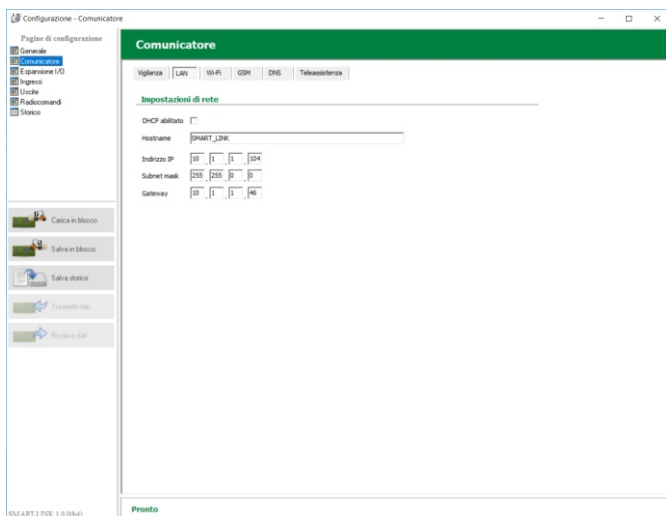 Configurazione - Comunicatore
Pagine di configurazione
Generale
Comunicatore
Espansione I/O
Ingressi
Uscite
Radiocomandi
Storico
Carica in blocco
Salva in blocco
Salva storico
Trasmetti dati
Ricarica dati
Comunicatore
Vigilanza LAN Wi-Fi GSM DNS Teleassistenza
Impostazioni di rete
DHCP abilitato
Hostname SMART_LINK
Indirizzo IP 10 . 1 . 1 . 104
Subnet mask 255 . 255 . 0 . 0
Gateway 10 . 1 . 1 . 46
SMART-LINK
Pronto